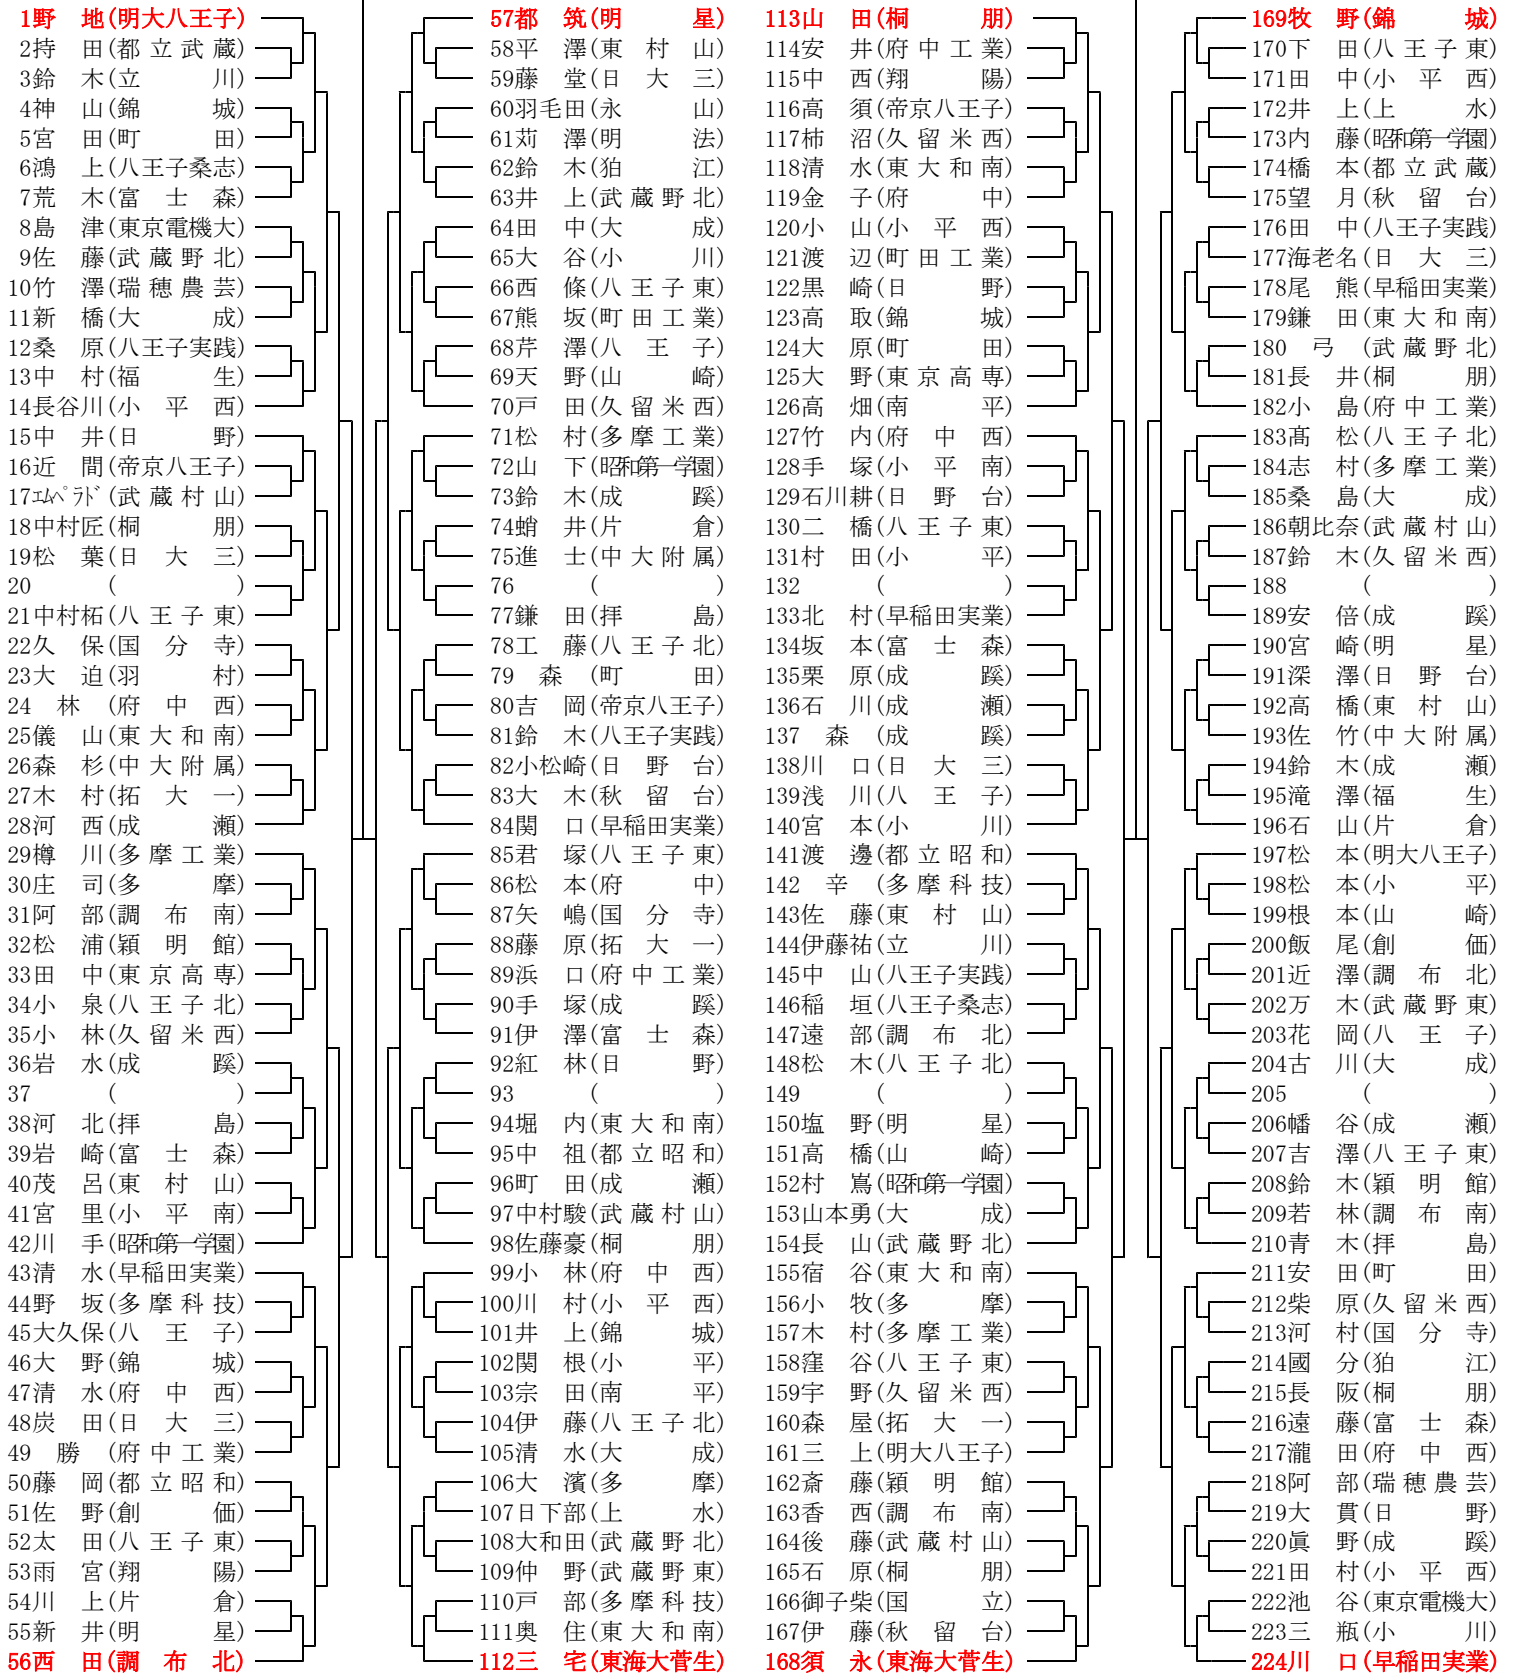 1野 地(明大八王子)
2持 田(都立武蔵)
3鈴 木(立 川)
4神 山(錦 城)
5宮 田(町 田)
6鴻 上(八王子桑志)
7荒 木(富 士 森)
8島 津(東京電機大)
9佐 藤(武蔵野北)
10竹 澤(瑞穂農芸)
11新 橋(大 成)
12桑 原(八王子実践)
13中 村(福 生)
14長谷川(小 平 西)
15中 井(日 野)
16近 間(帝京八王子)
17エムペラド(武蔵村山)
18中村匠(桐 朋)
19松 葉(日 大 三)
20 ( )
21中村柘(八王子東)
22久 保(国 分 寺)
23大 迫(羽 村)
24 林 (府 中 西)
25儀 山(東大和南)
26森 杉(中大附属)
27木 村(拓 大 一)
28河 西(成 瀬)
29樽 川(多摩工業)
30庄 司(多 摩)
31阿 部(調 布 南)
32松 浦(穎 明 館)
33田 中(東京高専)
34小 泉(八王子北)
35小 林(久留米西)
36岩 水(成 蹊)
37 ( )
38河 北(拝 島)
39岩 崎(富 士 森)
40茂 呂(東 村 山)
41宮 里(小 平 南)
42川 手(昭和第一学園)
43清 水(早稲田実業)
44野 坂(多摩科技)
45大久保(八 王 子)
46大 野(錦 城)
47清 水(府 中 西)
48炭 田(日 大 三)
49 勝 (府中工業)
50藤 岡(都立昭和)
51佐 野(創 価)
52太 田(八王子東)
53雨 宮(翔 陽)
54川 上(片 倉)
55新 井(明 星)
56西 田(調 布 北)
57都 筑(明 星)
58平 澤(東 村 山)
59藤 堂(日 大 三)
60羽毛田(永 山)
61苅 澤(明 法)
62鈴 木(狛 江)
63井 上(武蔵野北)
64田 中(大 成)
65大 谷(小 川)
66西 條(八王子東)
67熊 坂(町田工業)
68芹 澤(八 王 子)
69天 野(山 崎)
70戸 田(久留米西)
71松 村(多摩工業)
72山 下(昭和第一学園)
73鈴 木(成 蹊)
74蛸 井(片 倉)
75進 士(中大附属)
76 ( )
77鎌 田(拝 島)
78工 藤(八王子北)
79 森 (町 田)
80吉 岡(帝京八王子)
81鈴 木(八王子実践)
82小松崎(日 野 台)
83大 木(秋 留 台)
84関 口(早稲田実業)
85君 塚(八王子東)
86松 本(府 中)
87矢 嶋(国 分 寺)
88藤 原(拓 大 一)
89浜 口(府中工業)
90手 塚(成 蹊)
91伊 澤(富 士 森)
92紅 林(日 野)
93 ( )
94堀 内(東大和南)
95中 祖(都立昭和)
96町 田(成 瀬)
97中村駿(武蔵村山)
98佐藤豪(桐 朋)
99小 林(府 中 西)
100川 村(小 平 西)
101井 上(錦 城)
102関 根(小 平)
103宗 田(南 平)
104伊 藤(八王子北)
105清 水(大 成)
106大 濱(多 摩)
107日下部(上 水)
108大和田(武蔵野北)
109仲 野(武蔵野東)
110戸 部(多摩科技)
111奥 住(東大和南)
112三 宅(東海大菅生)
113山 田(桐 朋)
114安 井(府中工業)
115中 西(翔 陽)
116高 須(帝京八王子)
117柿 沼(久留米西)
118清 水(東大和南)
119金 子(府 中)
120小 山(小 平 西)
121渡 辺(町田工業)
122黒 崎(日 野)
123高 取(錦 城)
124大 原(町 田)
125大 野(東京高専)
126高 畑(南 平)
127竹 内(府 中 西)
128手 塚(小 平 南)
129石川耕(日 野 台)
130二 橋(八王子東)
131村 田(小 平)
132 ( )
133北 村(早稲田実業)
134坂 本(富 士 森)
135栗 原(成 蹊)
136石 川(成 瀬)
137 森 (成 蹊)
138川 口(日 大 三)
139浅 川(八 王 子)
140宮 本(小 川)
141渡 邊(都立昭和)
142 辛 (多摩科技)
143佐 藤(東 村 山)
144伊藤祐(立 川)
145中 山(八王子実践)
146稲 垣(八王子桑志)
147遠 部(調 布 北)
148松 木(八王子北)
149 ( )
150塩 野(明 星)
151高 橋(山 崎)
152村 嶌(昭和第一学園)
153山本勇(大 成)
154長 山(武蔵野北)
155宿 谷(東大和南)
156小 牧(多 摩)
157木 村(多摩工業)
158窪 谷(八王子東)
159宇 野(久留米西)
160森 屋(拓 大 一)
161三 上(明大八王子)
162斎 藤(穎 明 館)
163香 西(調 布 南)
164後 藤(武蔵村山)
165石 原(桐 朋)
166御子柴(国 立)
167伊 藤(秋 留 台)
168須 永(東海大菅生)
169牧 野(錦 城)
170下 田(八王子東)
171田 中(小 平 西)
172井 上(上 水)
173内 藤(昭和第一学園)
174橋 本(都立武蔵)
175望 月(秋 留 台)
176田 中(八王子実践)
177海老名(日 大 三)
178尾 熊(早稲田実業)
179鎌 田(東大和南)
180 弓 (武蔵野北)
181長 井(桐 朋)
182小 島(府中工業)
183髙 松(八王子北)
184志 村(多摩工業)
185桑 島(大 成)
186朝比奈(武蔵村山)
187鈴 木(久留米西)
188 ( )
189安 倍(成 蹊)
190宮 崎(明 星)
191深 澤(日 野 台)
192高 橋(東 村 山)
193佐 竹(中大附属)
194鈴 木(成 瀬)
195滝 澤(福 生)
196石 山(片 倉)
197松 本(明大八王子)
198松 本(小 平)
199根 本(山 崎)
200飯 尾(創 価)
201近 澤(調 布 北)
202万 木(武蔵野東)
203花 岡(八 王 子)
204古 川(大 成)
205 ( )
206幡 谷(成 瀬)
207吉 澤(八王子東)
208鈴 木(穎 明 館)
209若 林(調 布 南)
210青 木(拝 島)
211安 田(町 田)
212柴 原(久留米西)
213河 村(国 分 寺)
214國 分(狛 江)
215長 阪(桐 朋)
216遠 藤(富 士 森)
217瀧 田(府 中 西)
218阿 部(瑞穂農芸)
219大 貫(日 野)
220眞 野(成 蹊)
221田 村(小 平 西)
222池 谷(東京電機大)
223三 瓶(小 川)
224川 口(早稲田実業)